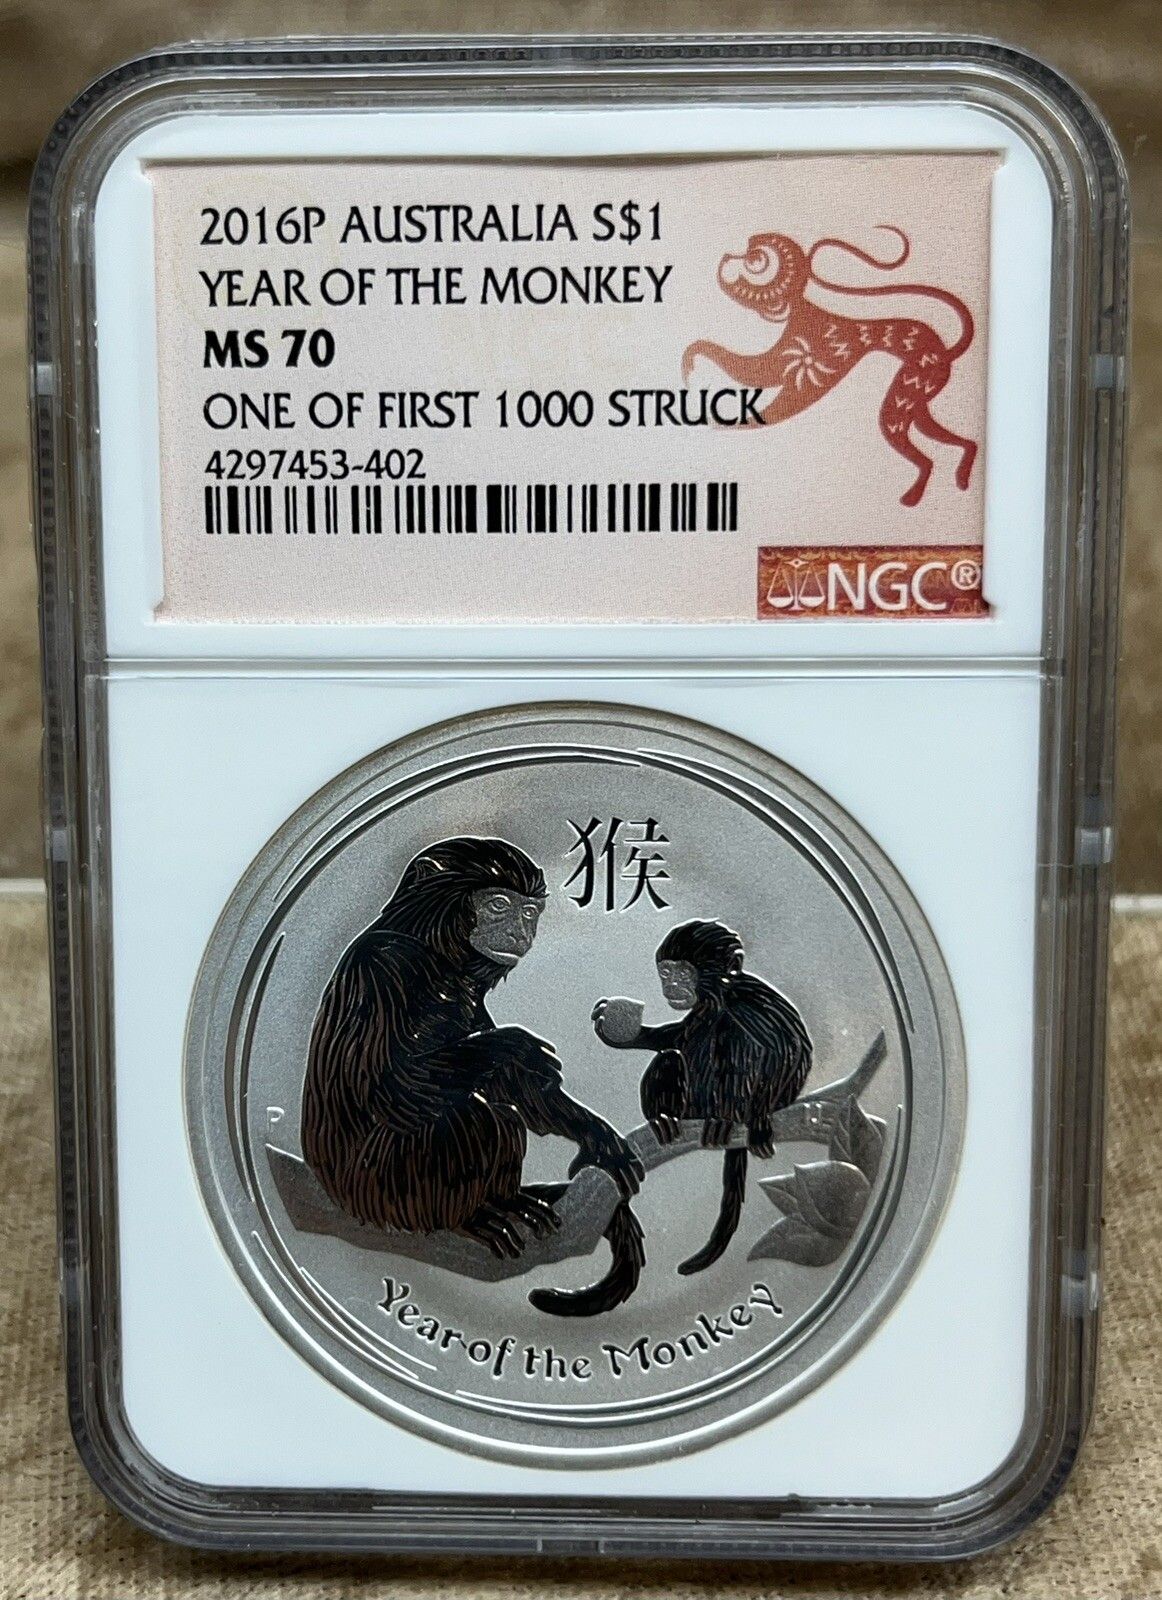 2016P AUSTRALIA S$1
YEAR OF THE MONKEY
MS 70
ONE OF FIRST 1000 STRUCK
4297453-402
NGC®
猴
P
Year of the Monkey